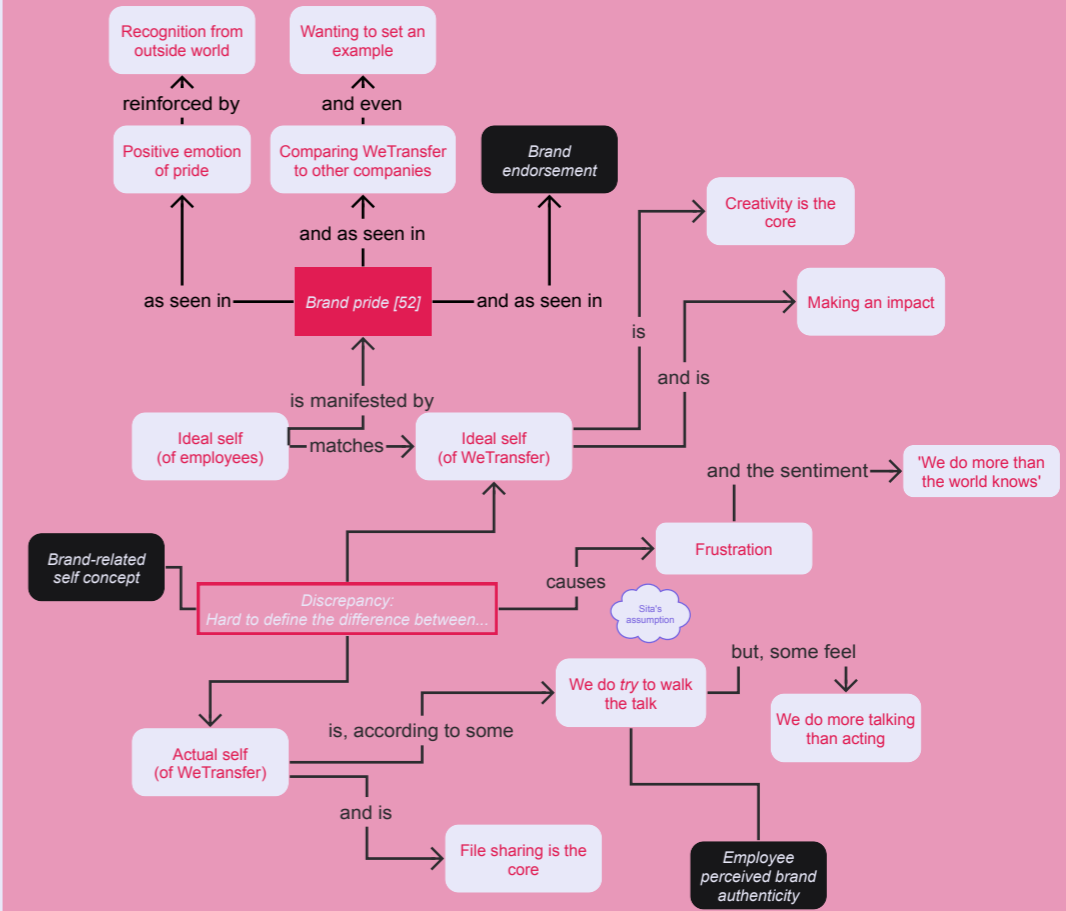 Recognition from
outside world
Wanting to set an
example
reinforced by
and even
Positive emotion
of pride
Comparing WeTransfer
to other companies
Brand
endorsement
Creativity is the
core
and as seen in
as seen in
Brand pride [52]
and as seen in
Making an impact
is
and is
is manifested by
Ideal self
(of employees)
matches
Ideal self
(of WeTransfer)
and the sentiment
'We do more than
the world knows'
Frustration
Brand-related
self concept
causes
Discrepancy:
Hard to define the difference between...
Sita's
assumption
but, some feel
We do try to walk
the talk
We do more talking
than acting
is, according to some
Actual self
(of WeTransfer)
and is
File sharing is the
core
Employee
perceived brand
authenticity